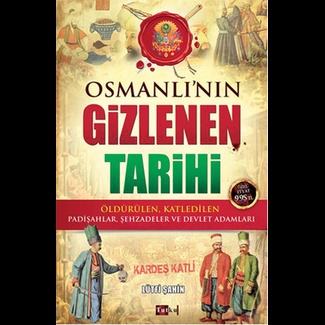 OSMANLI'NIN
GİZLENEN
TARİHİ
ÖLDÜRÜLEN, KATLEDİLEN
PADİŞAHLAR, ŞEHZADELER VE DEVLET ADAMLARI
KARDEŞ KATLİ
LÜTFİ ŞAHİN
Tutku